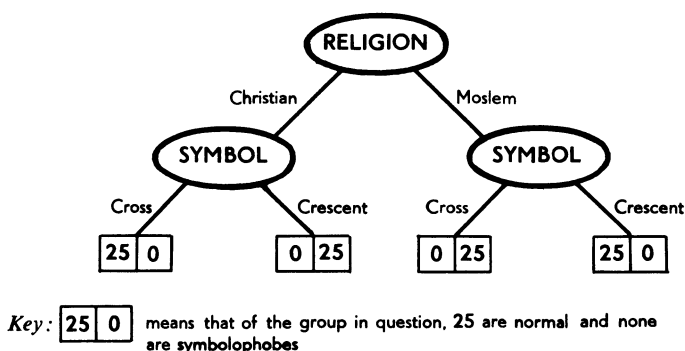 RELIGION
Christian Moslem
SYMBOL SYMBOL
Cross Crescent Cross Crescent
25 0 0 25 0 25 25 0
Key: 25 0 means that of the group in question, 25 are normal and none
are symbolophobes